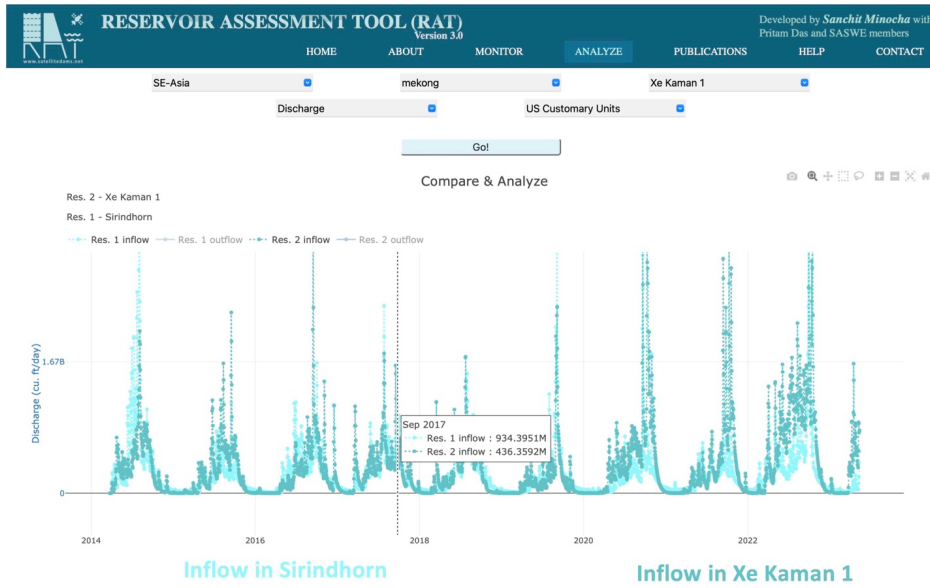 RESERVOIR ASSESSMENT TOOL (RAT)
Version 3.0
Developed by Sanchit Minocha with
Pritam Das and SASWE members
RAT
www.satellitedams.net
HOME ABOUT MONITOR ANALYZE PUBLICATIONS HELP CONTACT
SE-Asia mekong Xe Kaman 1
Discharge US Customary Units
Go!
Compare & Analyze
Res. 2 - Xe Kaman 1
Res. 1 - Sirindhorn
Res. 1 inflow Res. 1 outflow Res. 2 inflow Res. 2 outflow
Discharge (cu. ft/day)
1.67B
0
Sep 2017
Res. 1 inflow : 934.3951M
Res. 2 inflow : 436.3592M
2014 2016 2018 2020 2022
Inflow in Sirindhorn Inflow in Xe Kaman 1